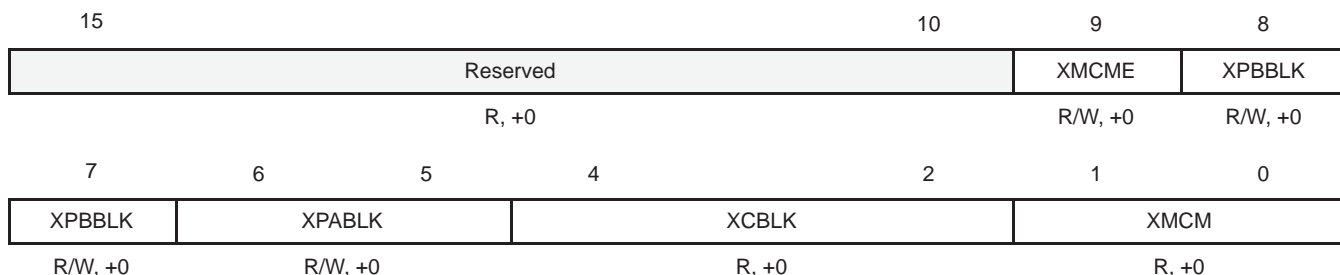 15 10 9 8
Reserved XMCME XPBBLK
R, +0 R/W, +0 R/W, +0
7 6 5 4 2 1 0
XPBBLK XPABLK XCBLK XMCM
R/W, +0 R/W, +0 R, +0 R, +0